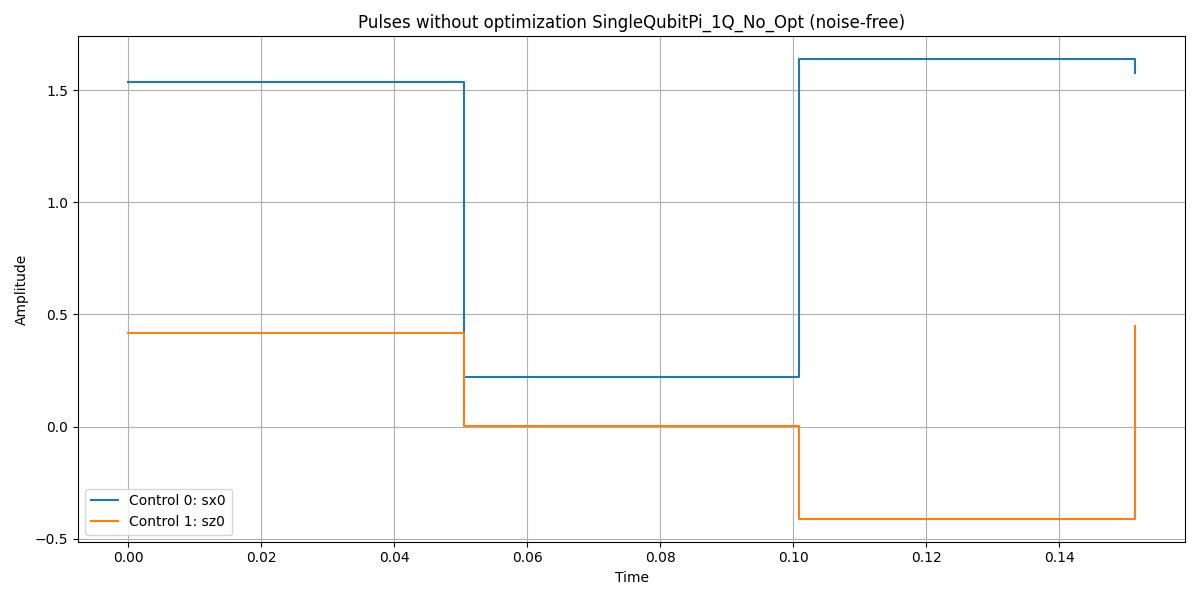 Pulses without optimization SingleQubitPi_1Q_No_Opt (noise-free)
Amplitude
1.5
1.0
0.5
0.0
−0.5
Control 0: sx0
Control 1: sz0
0.00 0.02 0.04 0.06 0.08 0.10 0.12 0.14
Time